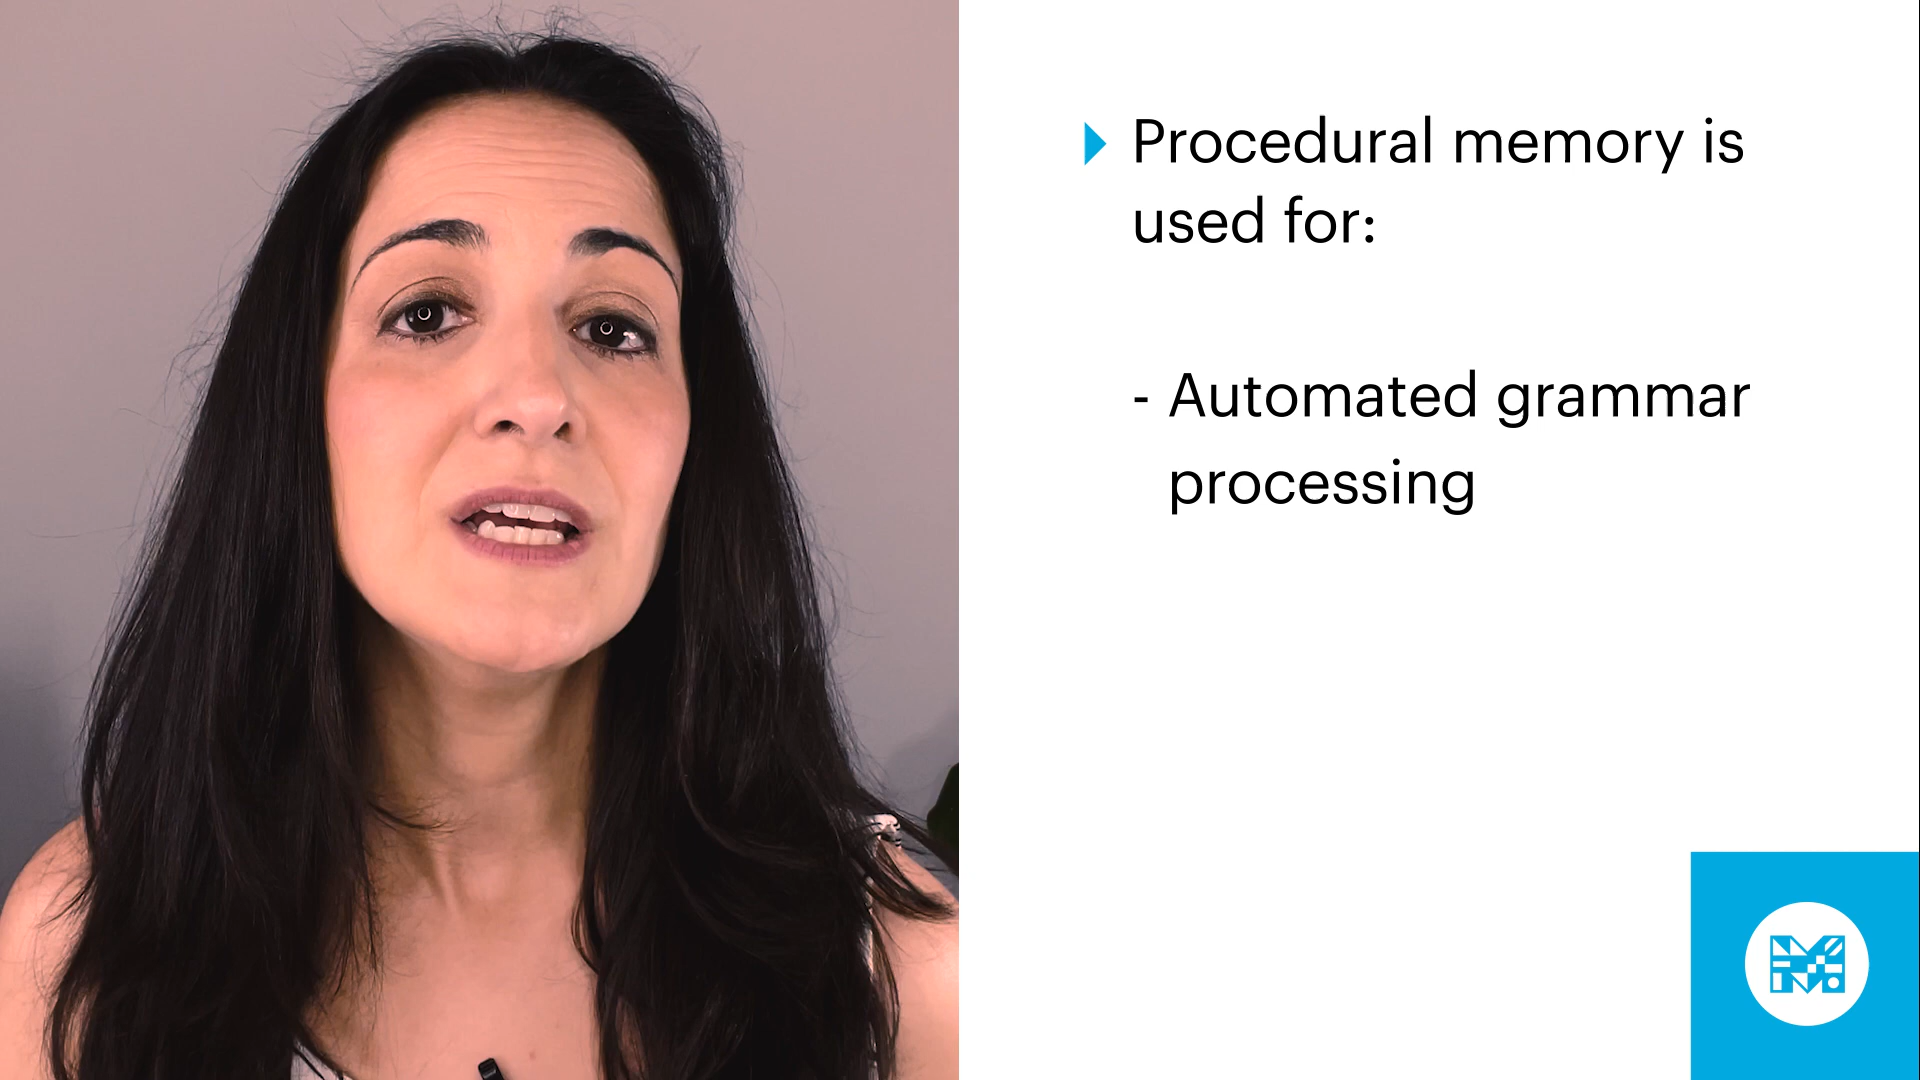 Procedural memory is
used for:
- Automated grammar
processing